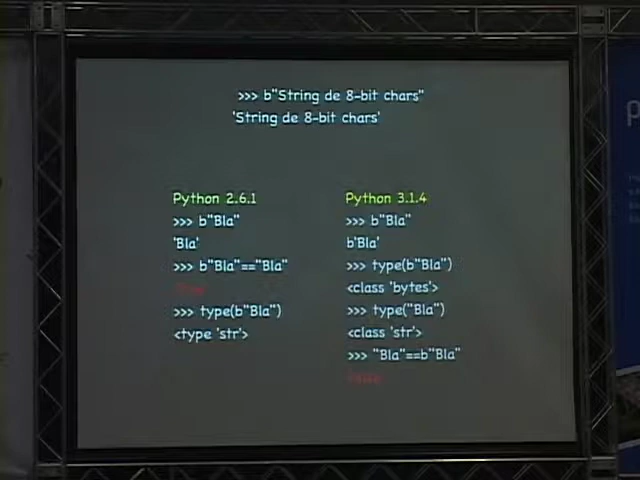 >>> b"String de 8-bit chars"
'String de 8-bit chars'
Python 2.6.1
>>> b"Bla"
'Bla'
>>> b"Bla"=="Bla"
True
>>> type(b"Bla")
<type 'str'>
Python 3.1.4
>>> b"Bla"
b'Bla'
>>> type(b"Bla")
<class 'bytes'>
>>> type("Bla")
<class 'str'>
>>> "Bla"==b"Bla"
False